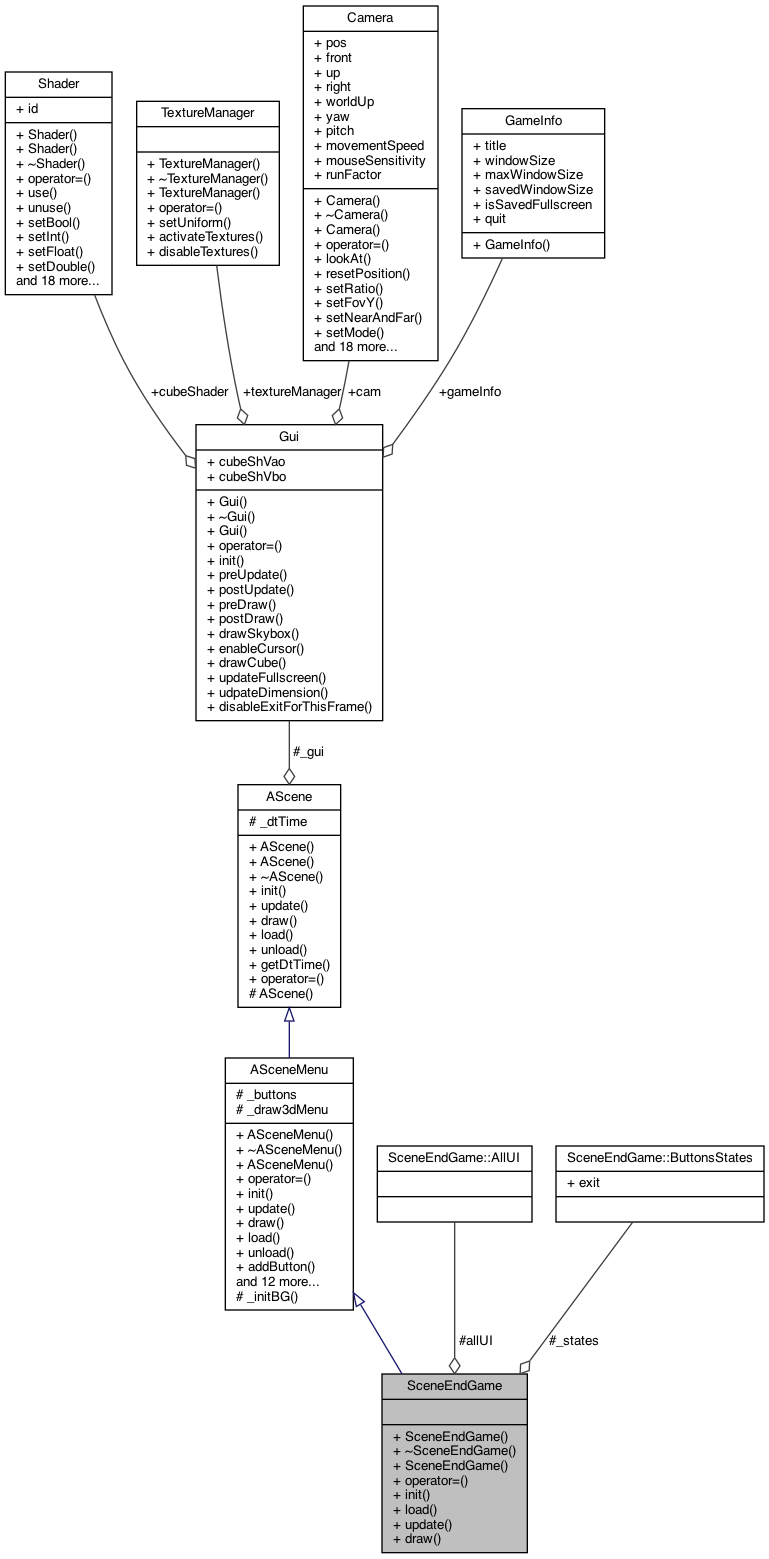 Camera
+ pos
+ front
+ up
+ right
+ worldUp
+ yaw
+ pitch
+ movementSpeed
+ mouseSensitivity
+ runFactor
+ Camera()
+ ~Camera()
+ Camera()
+ operator=()
+ lookAt()
+ resetPosition()
+ setRatio()
+ setFovY()
+ setNearAndFar()
+ setMode()
and 18 more...
Shader
+ id
+ Shader()
+ Shader()
+ ~Shader()
+ operator=()
+ use()
+ unuse()
+ setBool()
+ setInt()
+ setFloat()
+ setDouble()
and 18 more...
TextureManager
+ TextureManager()
+ ~TextureManager()
+ TextureManager()
+ operator=()
+ setUniform()
+ activateTextures()
+ disableTextures()
GameInfo
+ title
+ windowSize
+ maxWindowSize
+ savedWindowSize
+ isSavedFullscreen
+ quit
+ GameInfo()
+cubeShader
+textureManager
+cam
+gameInfo
Gui
+ cubeShVao
+ cubeShVbo
+ Gui()
+ ~Gui()
+ Gui()
+ operator=()
+ init()
+ preUpdate()
+ postUpdate()
+ preDraw()
+ postDraw()
+ drawSkybox()
+ enableCursor()
+ drawCube()
+ updateFullscreen()
+ udpateDimension()
+ disableExitForThisFrame()
#_gui
AScene
# _dtTime
+ AScene()
+ AScene()
+ ~AScene()
+ init()
+ update()
+ draw()
+ load()
+ unload()
+ getDtTime()
+ operator=()
# AScene()
ASceneMenu
# _buttons
# _draw3dMenu
+ ASceneMenu()
+ ~ASceneMenu()
+ ASceneMenu()
+ operator=()
+ init()
+ update()
+ draw()
+ load()
+ unload()
+ addButton()
and 12 more...
# _initBG()
SceneEndGame::AllUI
SceneEndGame::ButtonsStates
+ exit
#allUI
#_states
SceneEndGame
+ SceneEndGame()
+ ~SceneEndGame()
+ SceneEndGame()
+ operator=()
+ init()
+ load()
+ update()
+ draw()